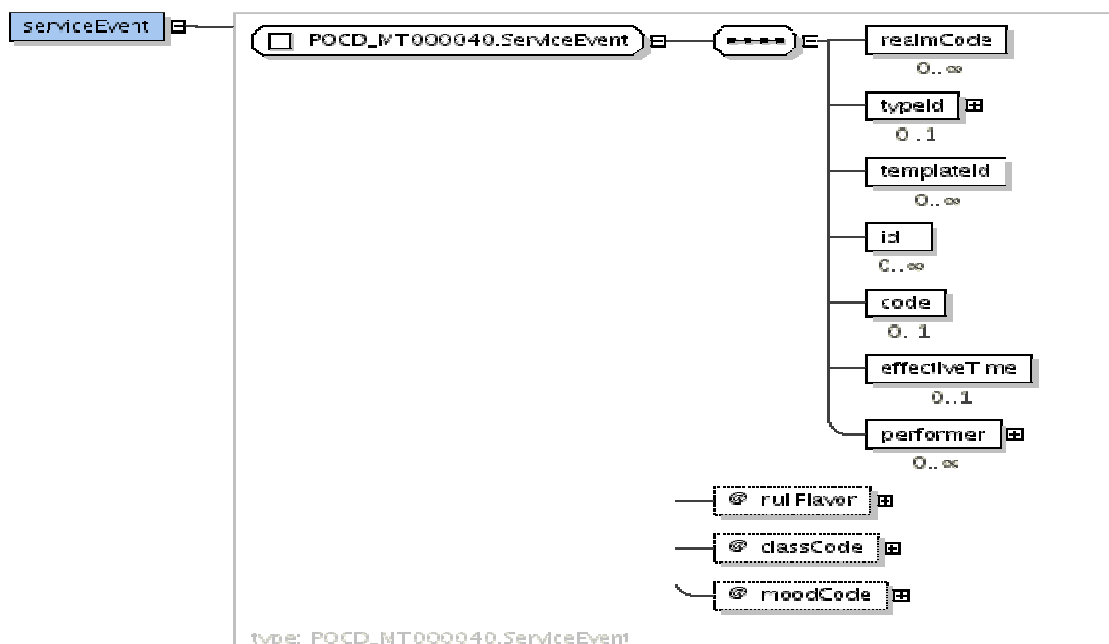 serviceEvent
POCD_MT000040.ServiceEvent
realmCode
0..∞
typeId
0..1
templateId
0..∞
id
0..∞
code
0..1
effectiveTime
0..1
performer
0..∞
@ nullFlavor
@ classCode
@ moodCode
type: POCD_MT000040.ServiceEvent